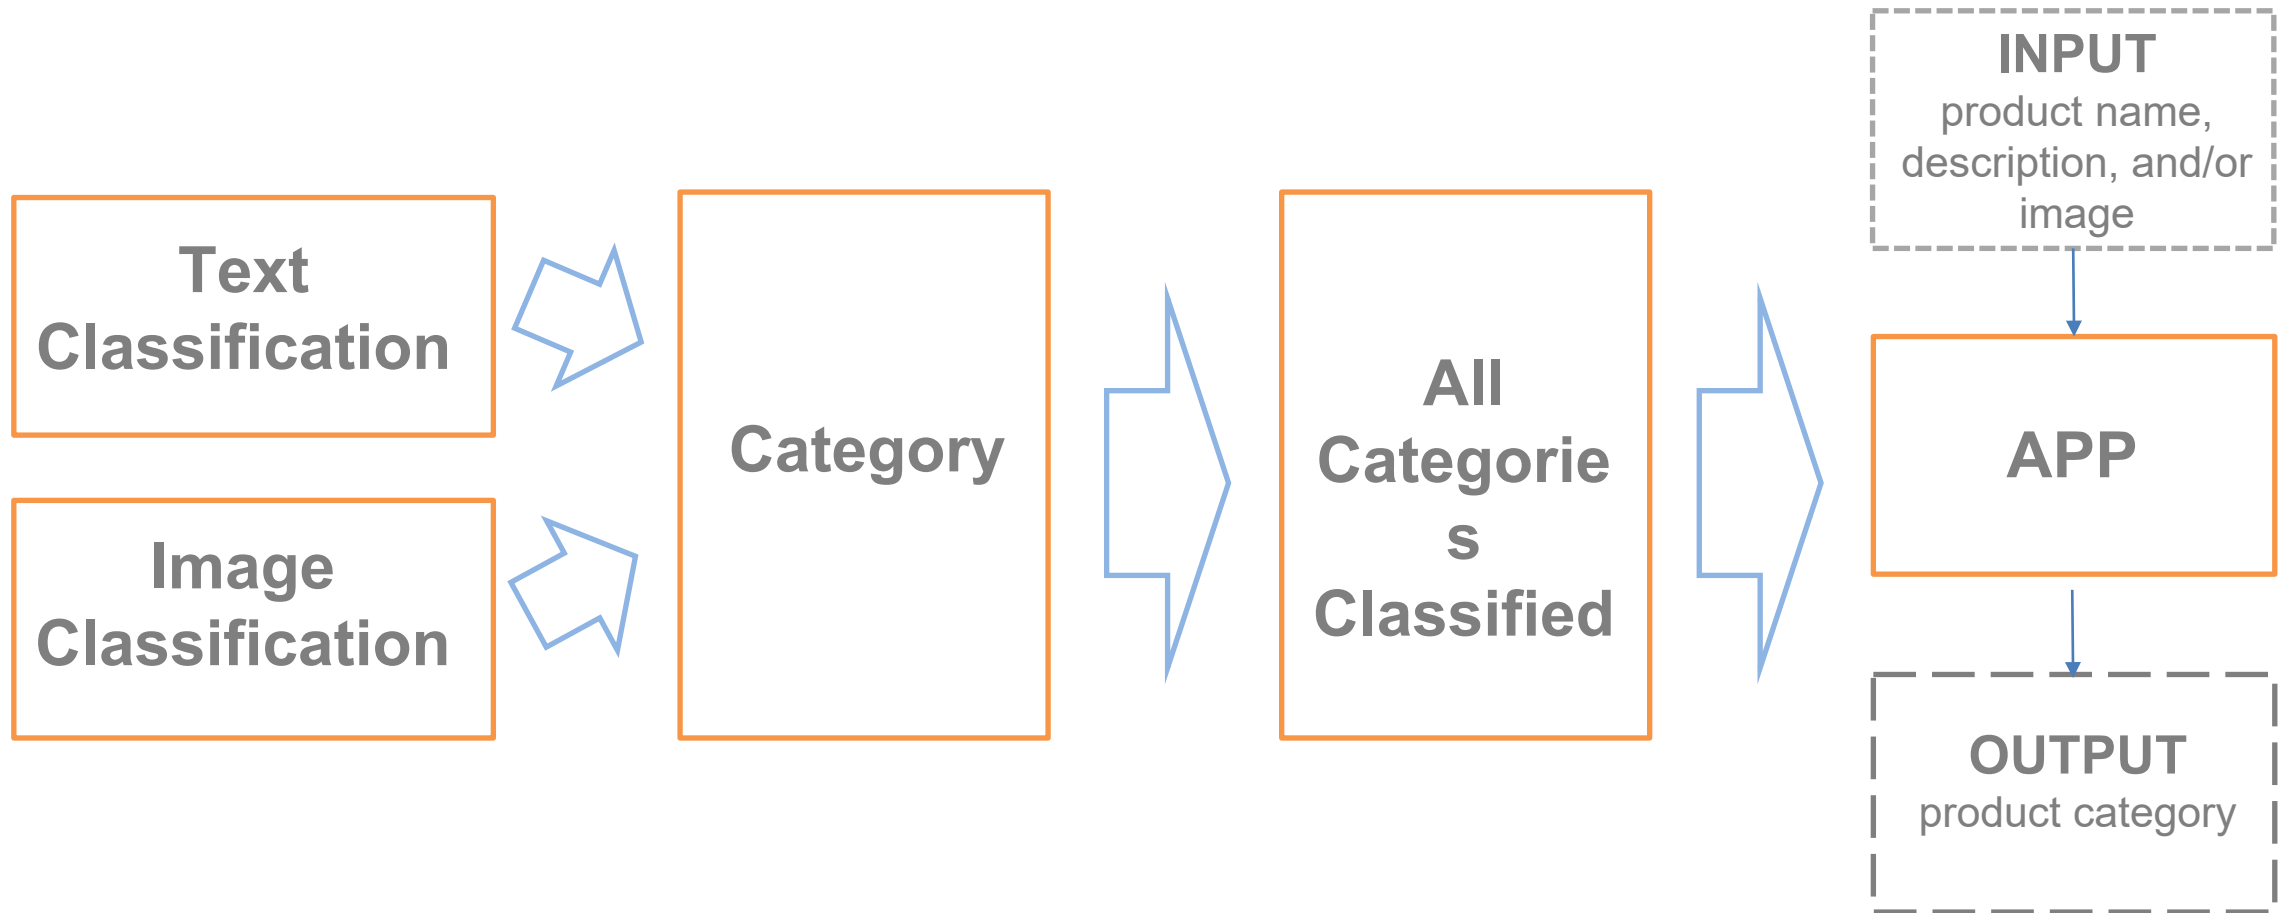 Text
Classification
Image
Classification
Category
All
Categorie
s
Classified
INPUT
product name,
description, and/or
image
APP
OUTPUT
product category